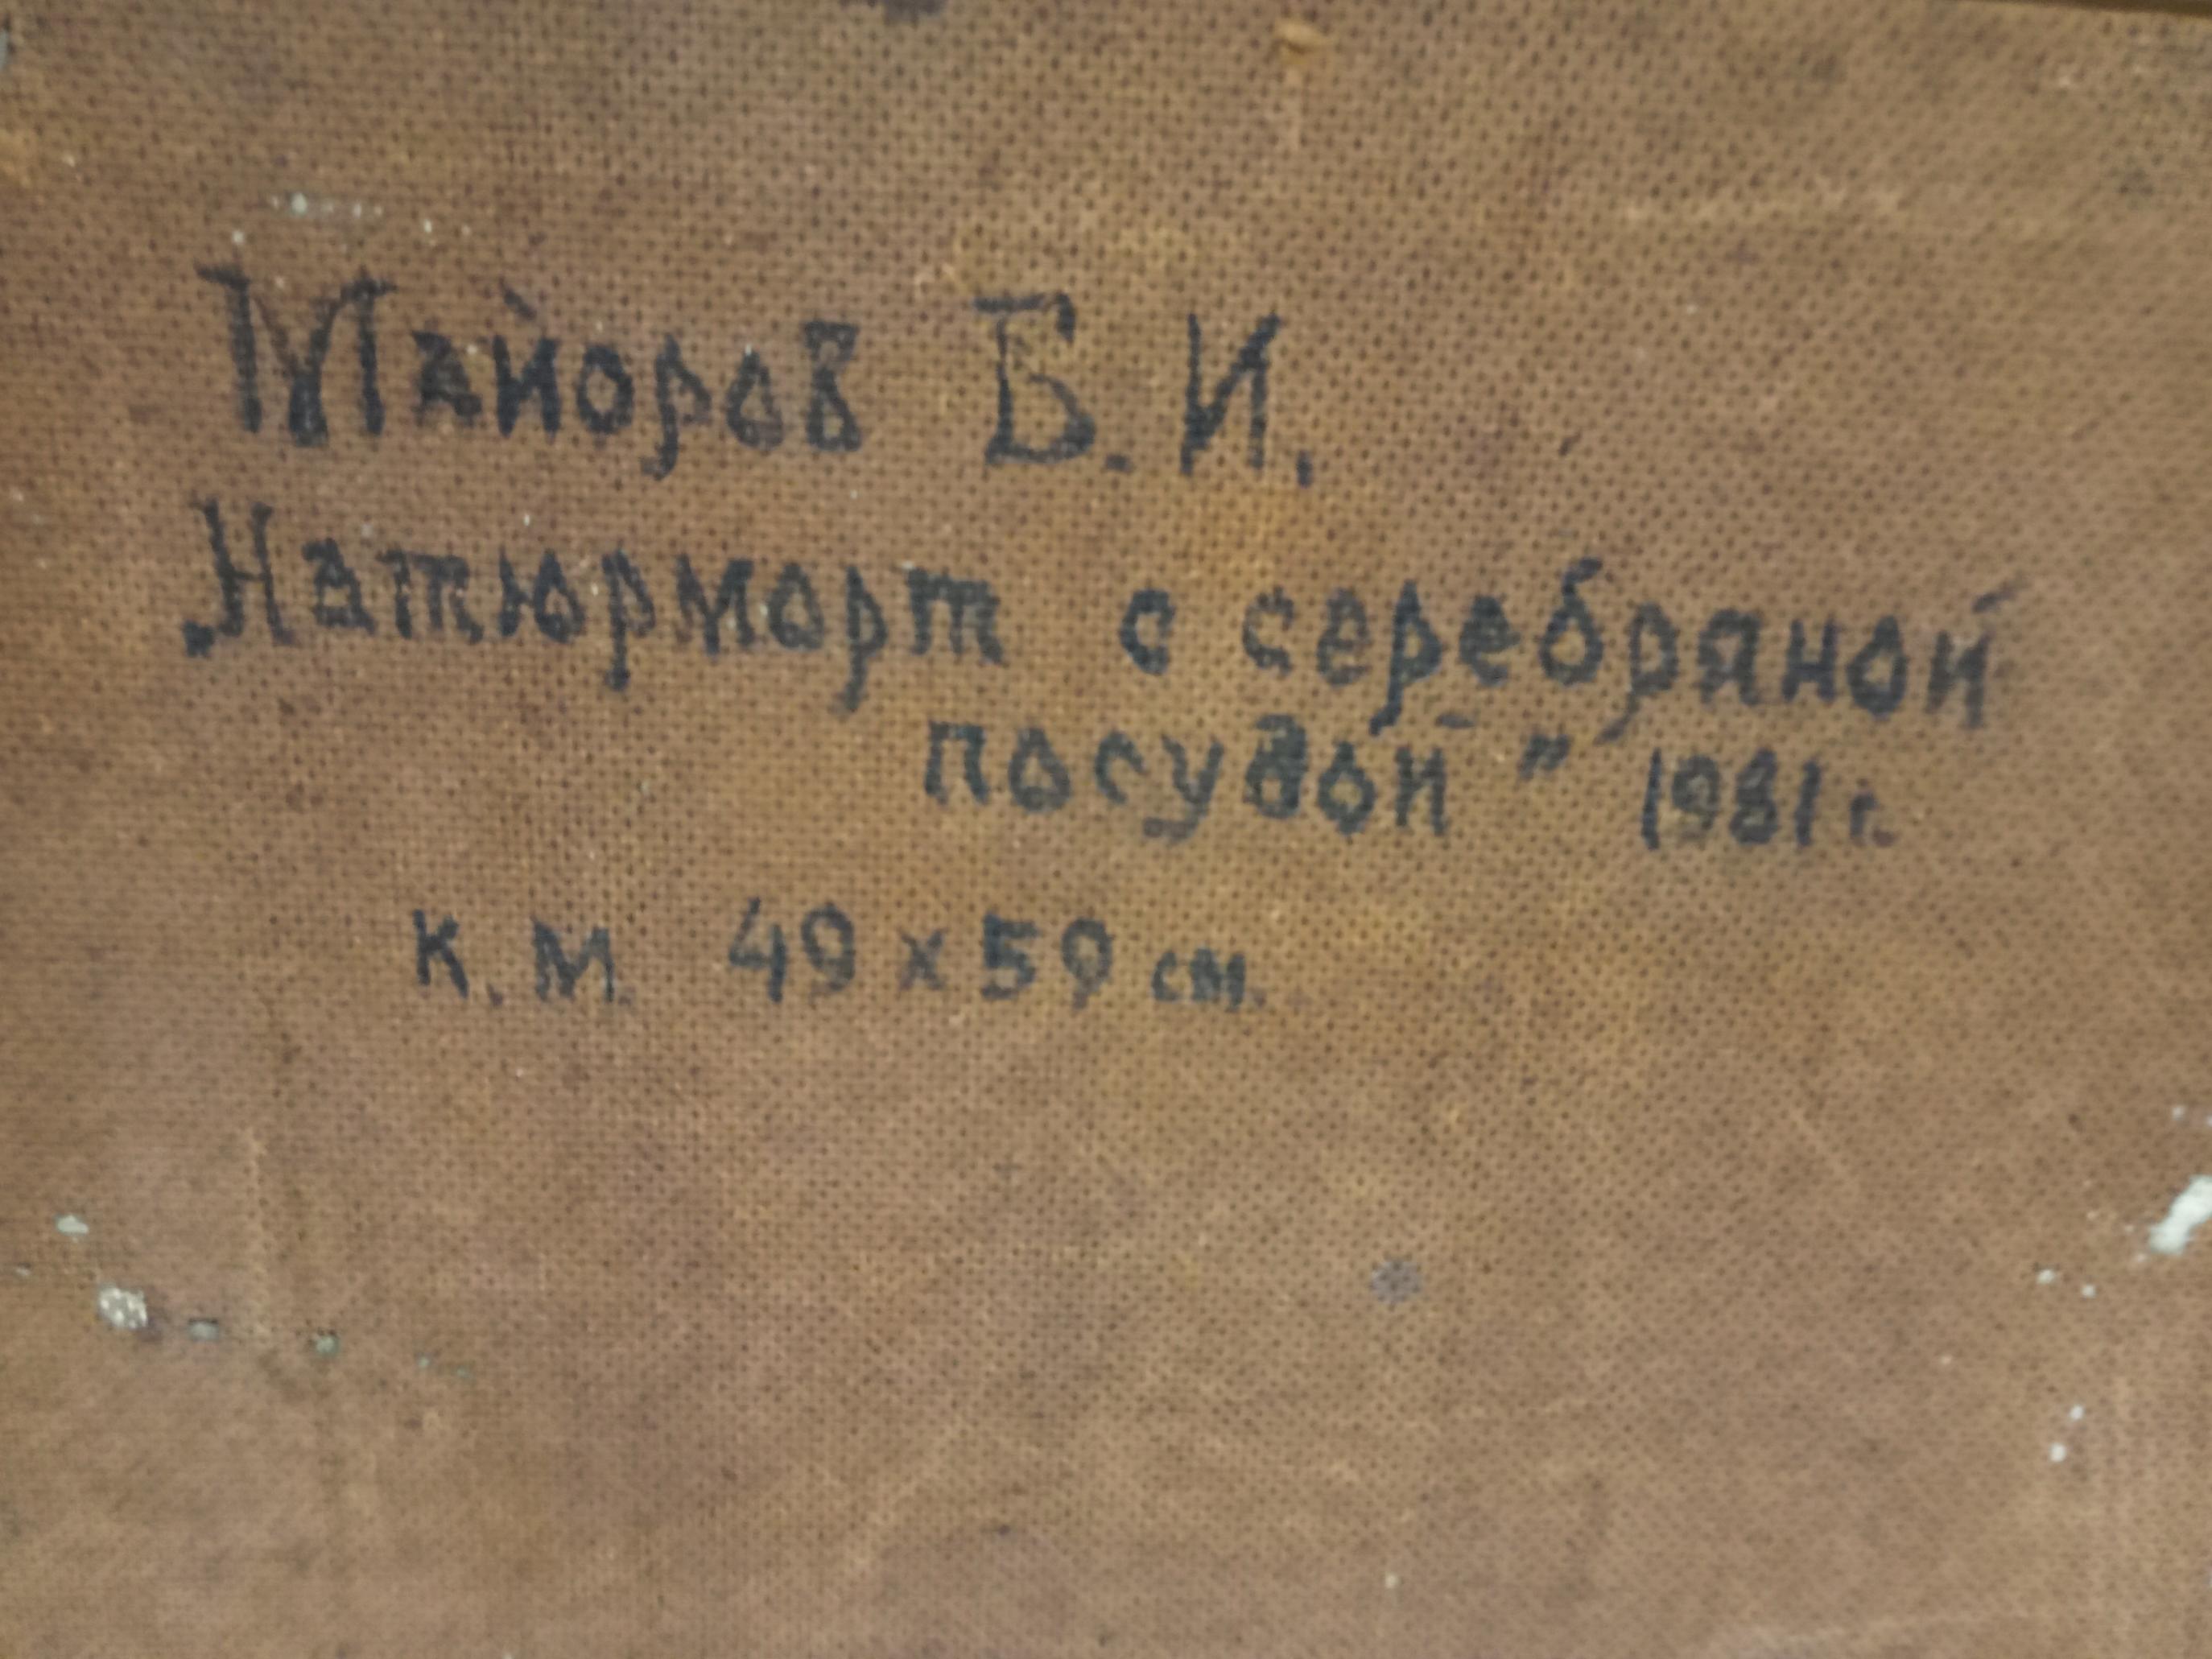 Майоров Б.И.
„Натюрморт с серебряной
посудой" 1981 г.
к.м. 49 x 59 см.